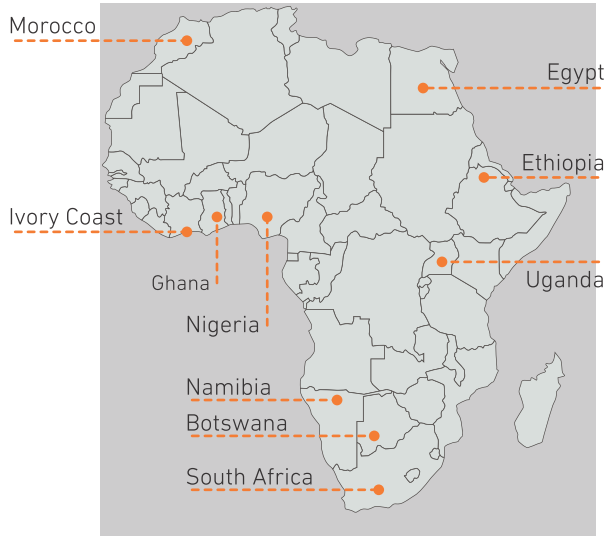 Morocco
Egypt
Ethiopia
Ivory Coast
Ghana
Uganda
Nigeria
Namibia
Botswana
South Africa